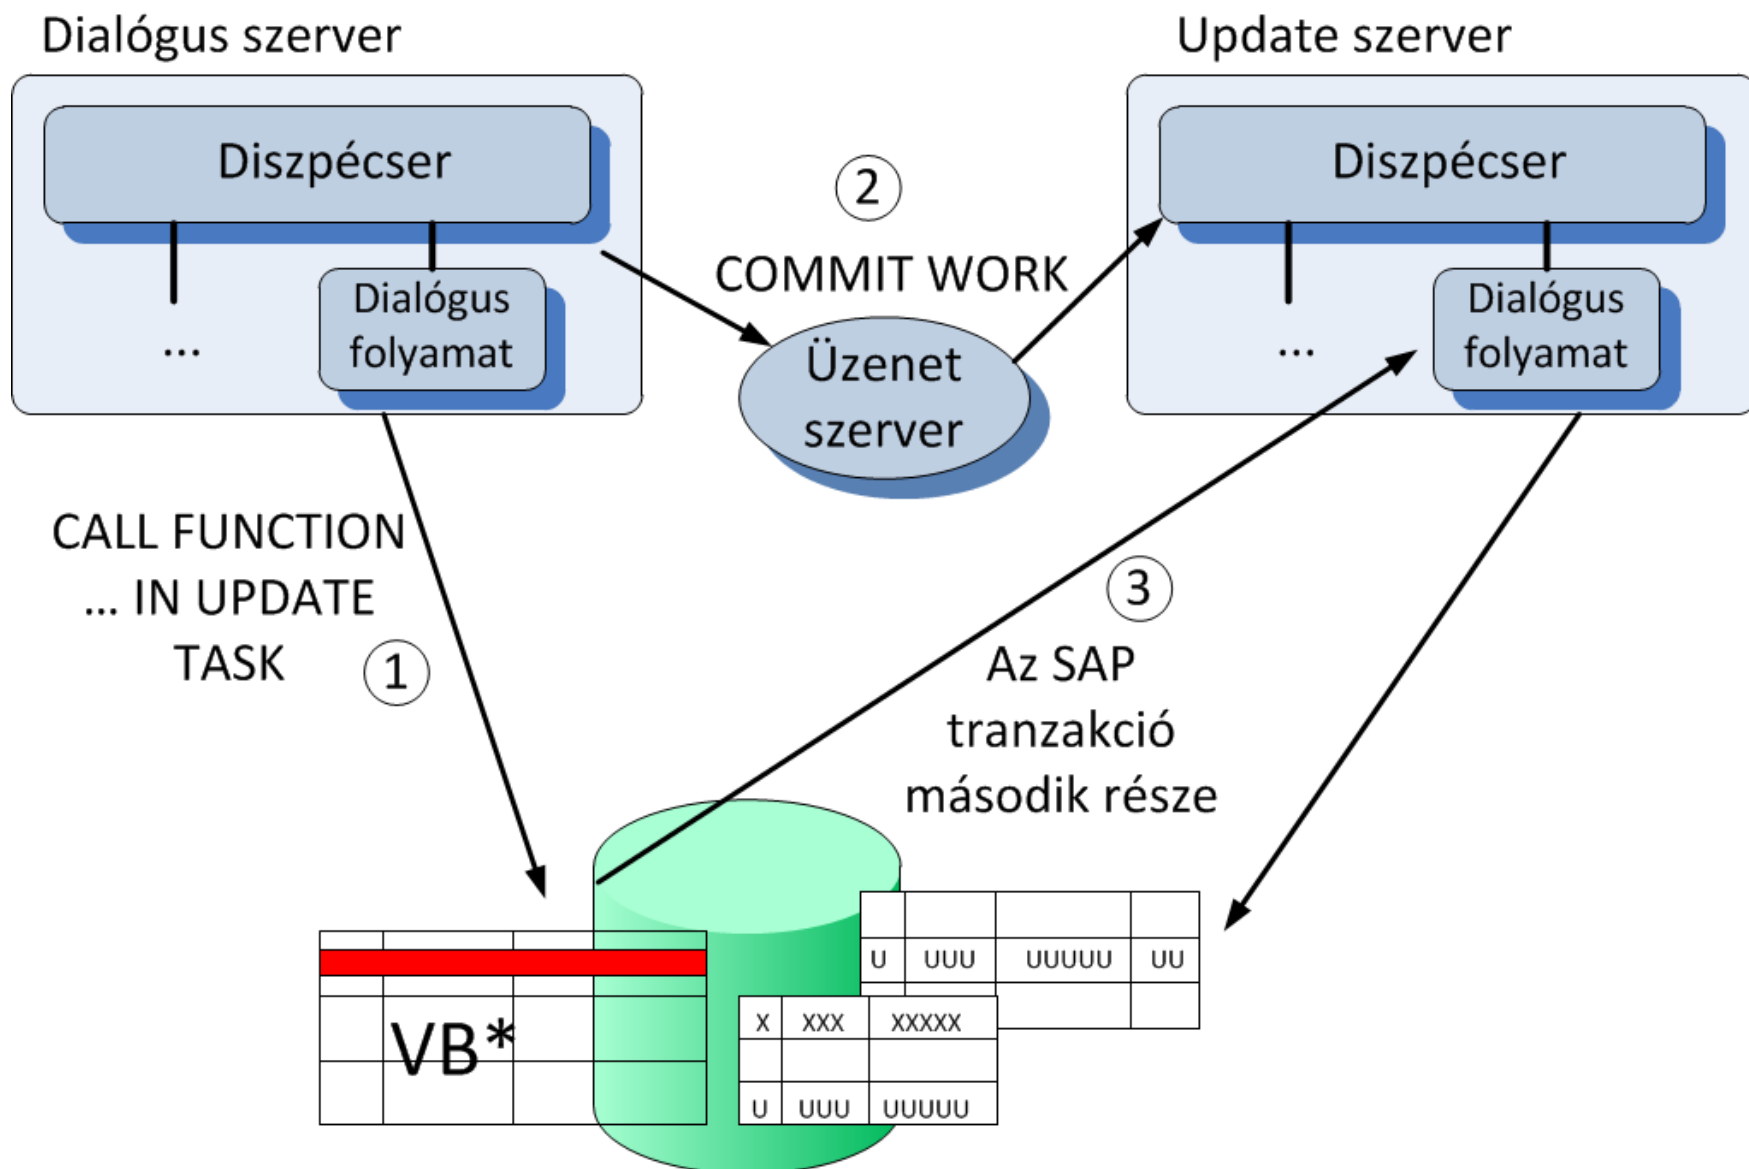 Dialógus szerver
Update szerver
Diszpécser
Diszpécser
2
COMMIT WORK
Dialógus
folyamat
...
Dialógus
folyamat
...
Üzenet
szerver
CALL FUNCTION
... IN UPDATE
TASK
1
3
Az SAP
tranzakció
második része
U UUU UUUUU UU
VB*
X XXX XXXXX
U UUU UUUUU